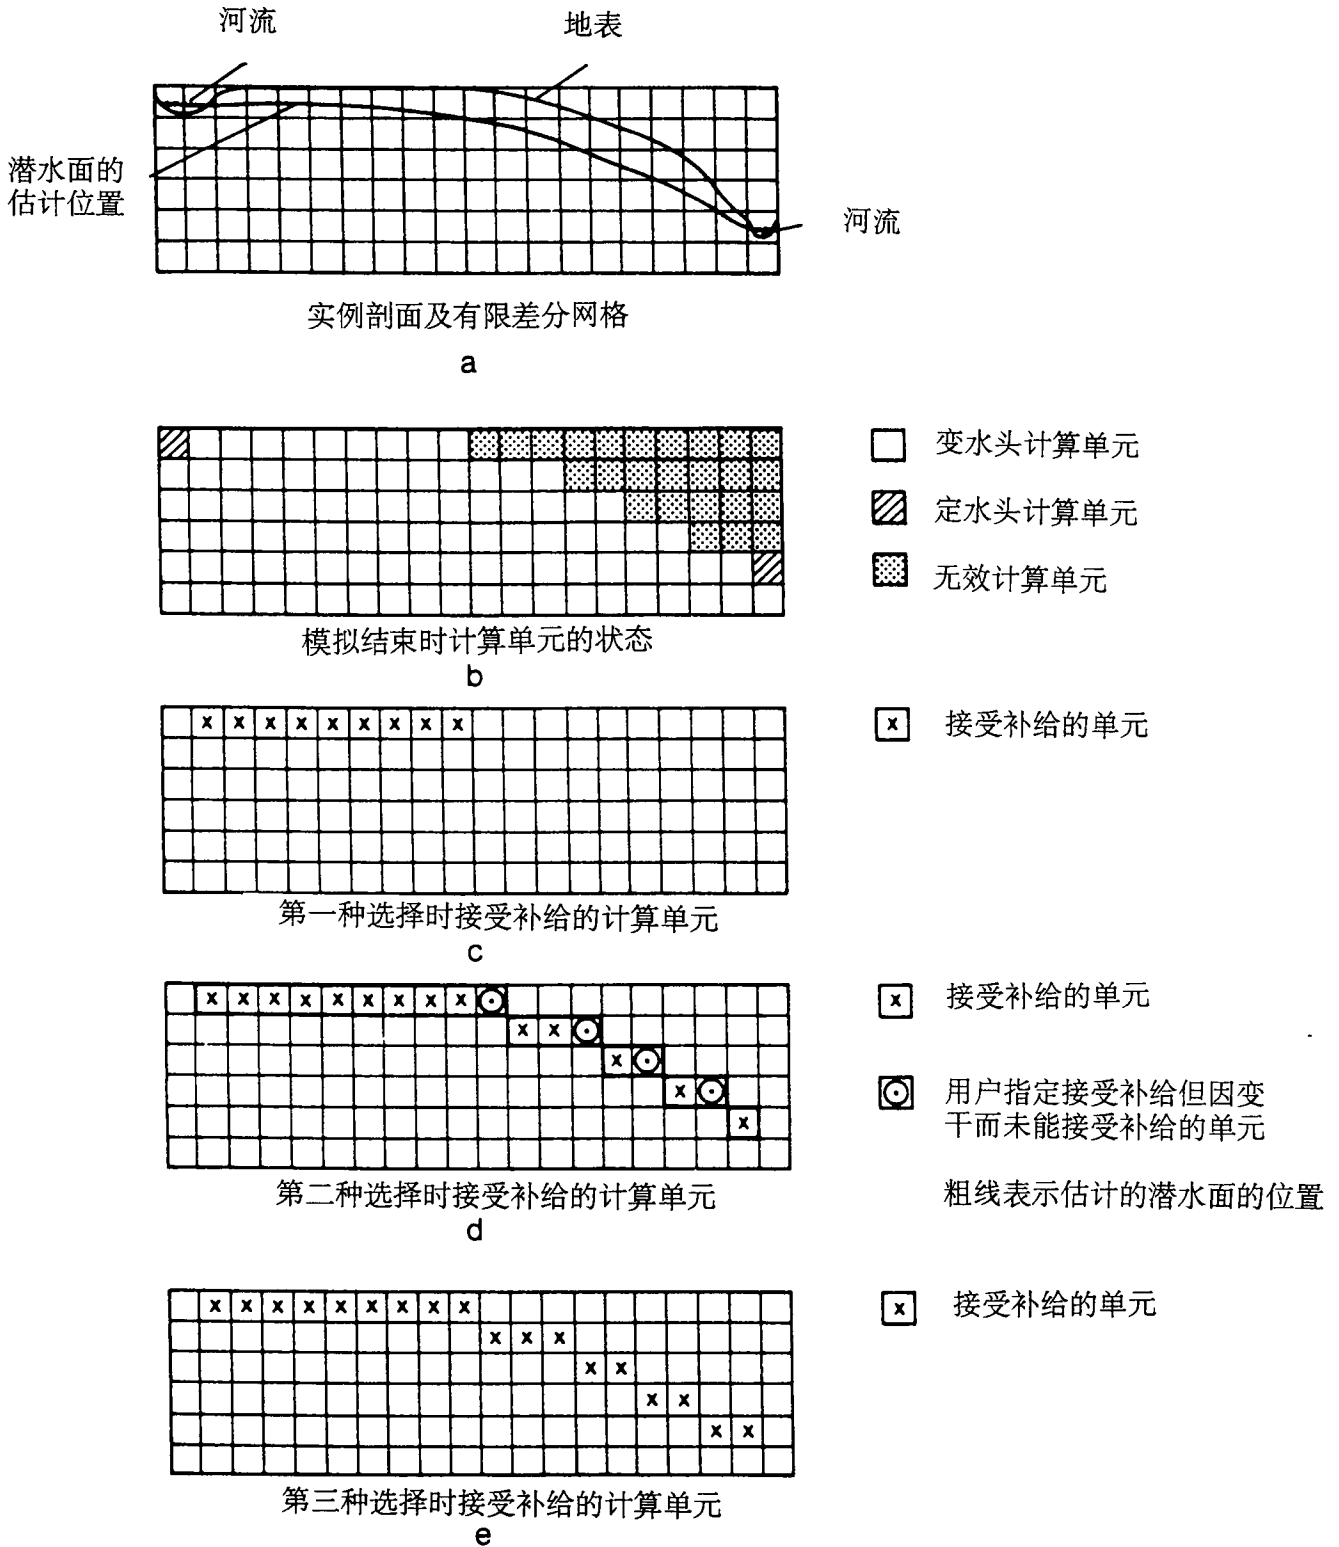 河流
地表
潜水面的
估计位置
河流
实例剖面及有限差分网格
a
变水头计算单元
定水头计算单元
无效计算单元
模拟结束时计算单元的状态
b
x x x x x x x x x
x 接受补给的单元
第一种选择时接受补给的计算单元
c
x x x x x x x x x
x 接受补给的单元
x x
x
x
用户指定接受补给但因变
干而未能接受补给的单元
x
第二种选择时接受补给的计算单元
粗线表示估计的潜水面的位置
d
x x x x x x x x x
x 接受补给的单元
x x x
x x
x x
x x
第三种选择时接受补给的计算单元
e